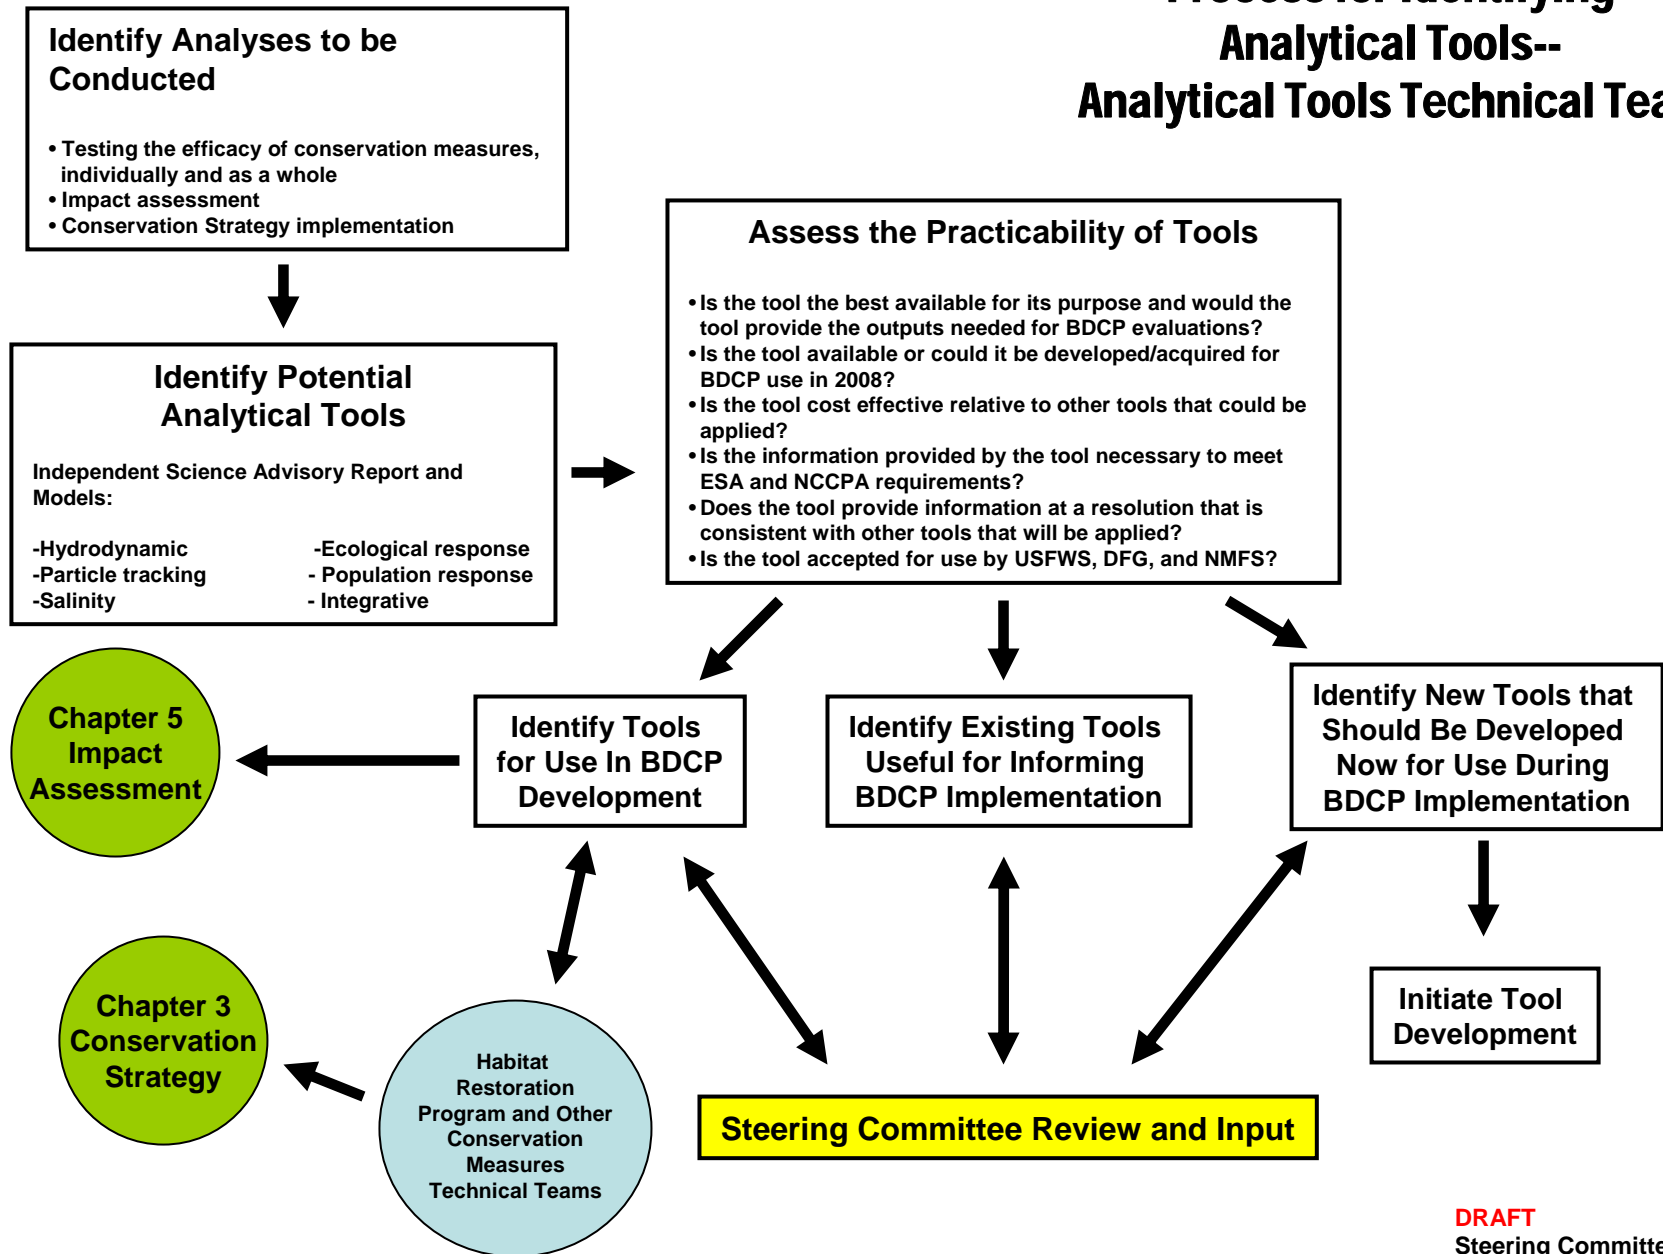 Process for Identifying
Analytical Tools--
Analytical Tools Technical
Identify Analyses to be
Conducted
• Testing the efficacy of conservation measures,
individually and as a whole
• Impact assessment
• Conservation Strategy implementation
Identify Potential
Analytical Tools
Independent Science Advisory Report and
Models:
-Hydrodynamic -Ecological response
-Particle tracking - Population response
-Salinity - Integrative
Assess the Practicability of Tools
• Is the tool the best available for its purpose and would the
tool provide the outputs needed for BDCP evaluations?
• Is the tool available or could it be developed/acquired for
BDCP use in 2008?
• Is the tool cost effective relative to other tools that could be
applied?
• Is the information provided by the tool necessary to meet
ESA and NCCPA requirements?
• Does the tool provide information at a resolution that is
consistent with other tools that will be applied?
• Is the tool accepted for use by USFWS, DFG, and NMFS?
Chapter 5
Impact
Assessment
Identify Tools
for Use In BDCP
Development
Identify Existing Tools
Useful for Informing
BDCP Implementation
Identify New Tools that
Should Be Developed
Now for Use During
BDCP Implementation
Chapter 3
Conservation
Strategy
Habitat
Restoration
Program and Other
Conservation
Measures
Technical Teams
Steering Committee Review and Input
Initiate Tool
Development
DRAFT
Steering